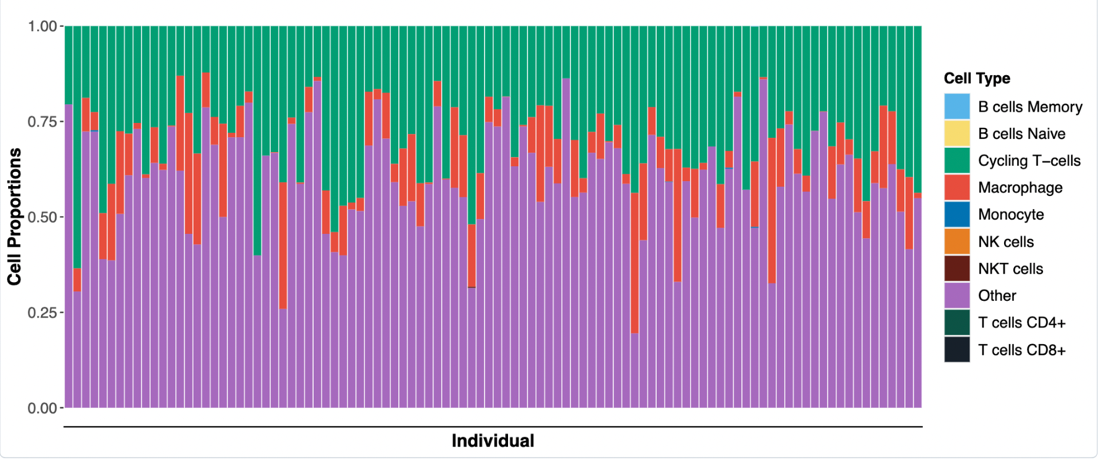 1.00
0.75
0.50
0.25
0.00
Cell Proportions
Individual
Cell Type
B cells Memory
B cells Naive
Cycling T−cells
Macrophage
Monocyte
NK cells
NKT cells
Other
T cells CD4+
T cells CD8+